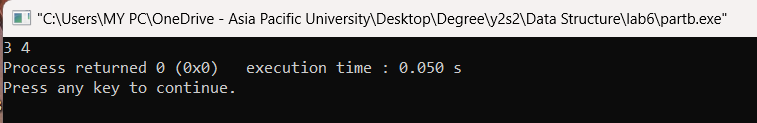 "C:\Users\MY PC\OneDrive - Asia Pacific University\Desktop\Degree\y2s2\Data Structure\lab6\partb.exe"
3 4
Process returned 0 (0x0)   execution time : 0.050 s
Press any key to continue.